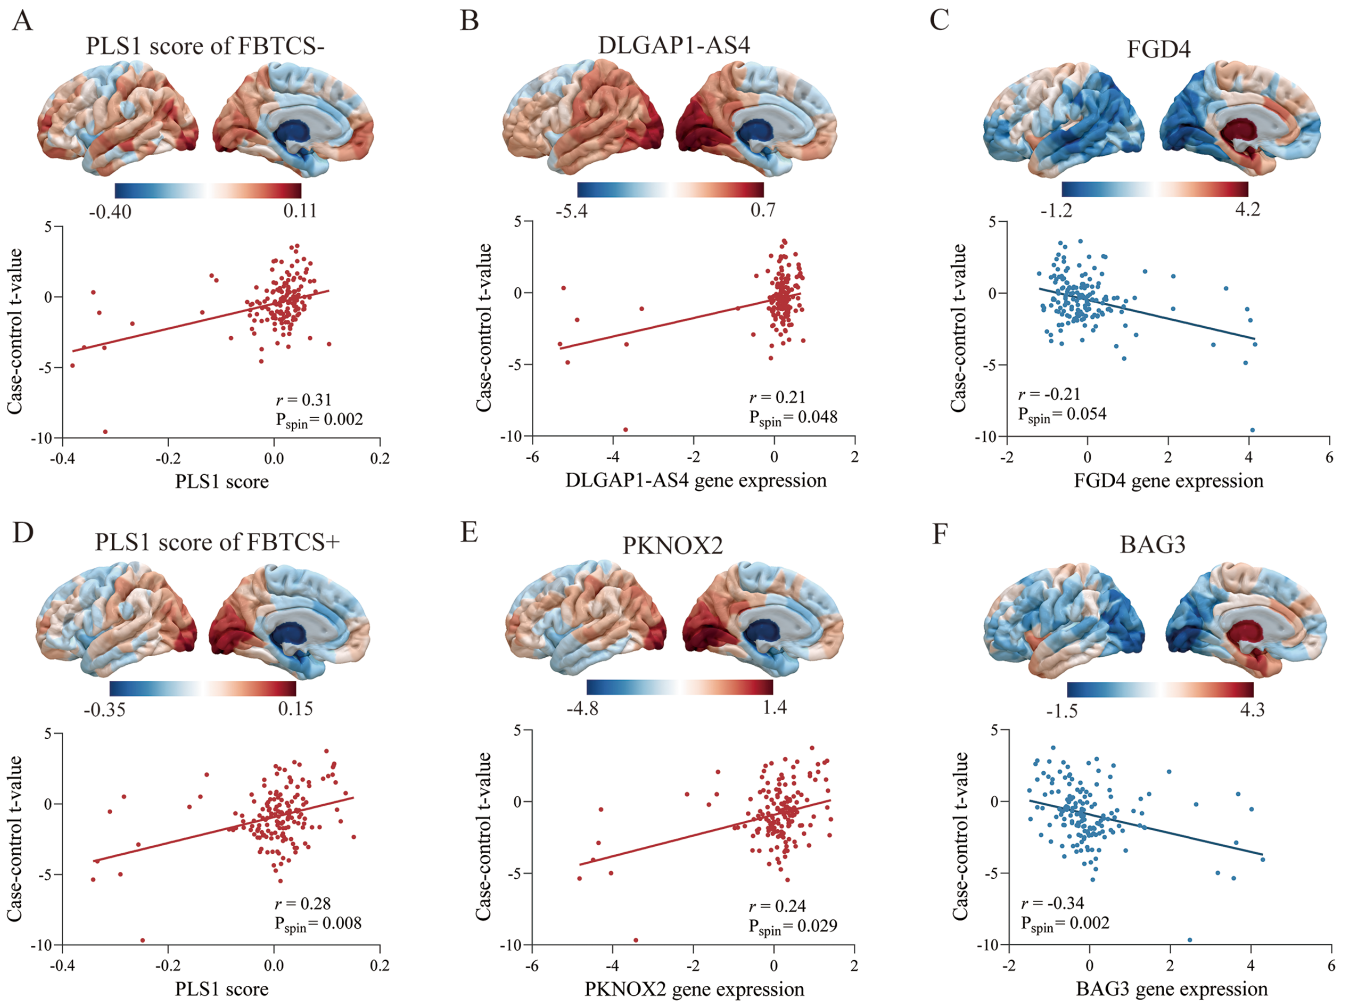 A
PLS1 score of FBTCS-
-0.40 0.11
Case-control t-value
5
0
-5
-10
r = 0.31
Pspin = 0.002
-0.4 -0.2 0.0 0.2
PLS1 score
B
DLGAP1-AS4
-5.4 0.7
Case-control t-value
5
0
-5
-10
r = 0.21
Pspin = 0.048
-6 -4 -2 0 2
DLGAP1-AS4 gene expression
C
FGD4
-1.2 4.2
Case-control t-value
5
0
-5
-10
r = -0.21
Pspin = 0.054
-2 0 2 4 6
FGD4 gene expression
D
PLS1 score of FBTCS+
-0.35 0.15
Case-control t-value
5
0
-5
-10
r = 0.28
Pspin = 0.008
-0.4 -0.2 0.0 0.2
PLS1 score
E
PKNOX2
-4.8 1.4
Case-control t-value
5
0
-5
-10
r = 0.24
Pspin = 0.029
-6 -4 -2 0 2
PKNOX2 gene expression
F
BAG3
-1.5 4.3
Case-control t-value
5
0
-5
-10
r = -0.34
Pspin = 0.002
-2 0 2 4 6
BAG3 gene expression